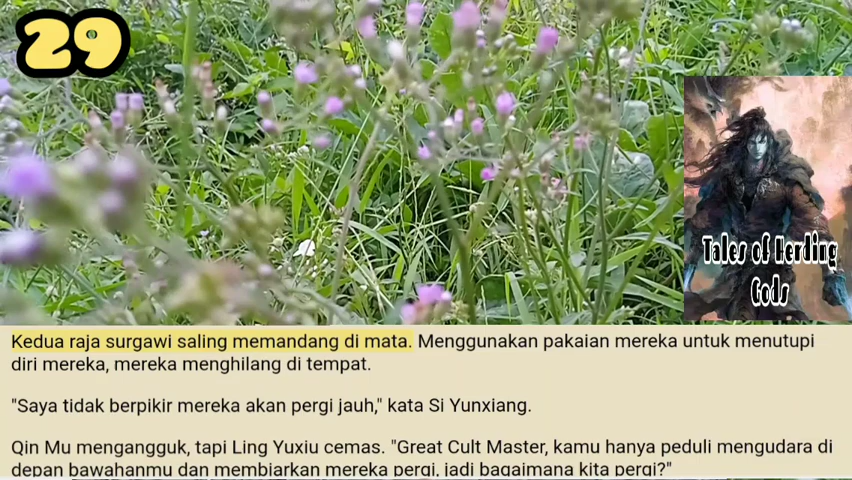 29
Tales of Herding
Gods
Kedua raja surgawi saling memandang di mata. Menggunakan pakaian mereka untuk menutupi
diri mereka, mereka menghilang di tempat.
"Saya tidak berpikir mereka akan pergi jauh," kata Si Yunxiang.
Qin Mu mengangguk, tapi Ling Yuxiu cemas. "Great Cult Master, kamu hanya peduli mengudara di
depan bawahanmu dan membiarkan mereka pergi, jadi bagaimana kita pergi?"